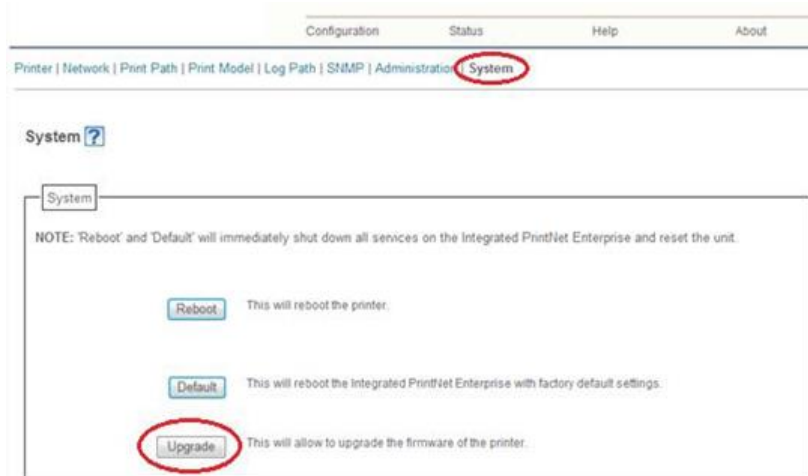 Configuration Status Help About
Printer | Network | Print Path | Print Model | Log Path | SNMP | Administration | System
System ?
System
NOTE: 'Reboot' and 'Default' will immediately shut down all services on the Integrated PrintNet Enterprise and reset the unit.
Reboot This will reboot the printer.
Default This will reboot the Integrated PrintNet Enterprise with factory default settings.
Upgrade This will allow to upgrade the firmware of the printer.